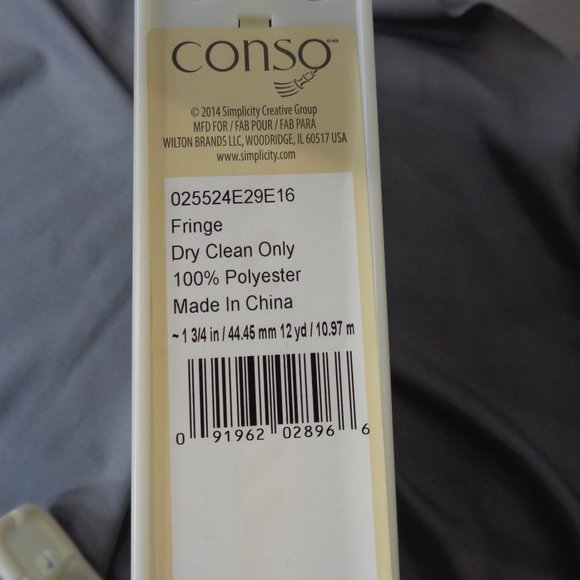 conso
© 2014 Simplicity Creative Group
MFD FOR / FAB POUR / FAB PARA
WILTON BRANDS LLC, WOODRIDGE, IL 60517 USA
www.simplicity.com
025524E29E16
Fringe
Dry Clean Only
100% Polyester
Made In China
~ 1 3/4 in / 44.45 mm 12 yd / 10.97 m
0 91962 02896 6